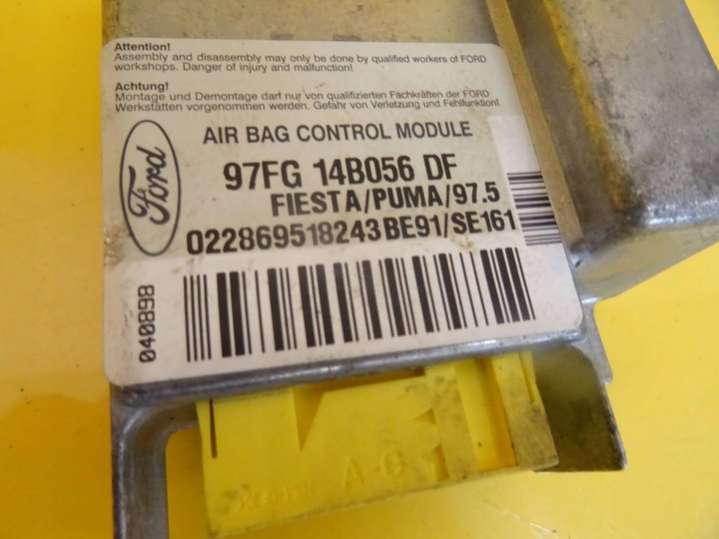 Attention!
Assembly and disassembly may only be done by qualified workers of FORD
workshops. Danger of injury and malfunction!
Achtung!
Montage und Demontage darf nur von qualifizierten Fachkräften der FORD
Werkstätten vorgenommen werden. Gefahr von Verletzung und Fehlfunktion!
Ford
AIR BAG CONTROL MODULE
97FG 14B056 DF
FIESTA/PUMA/97.5
022869518243BE91/SE161
040898
A-C